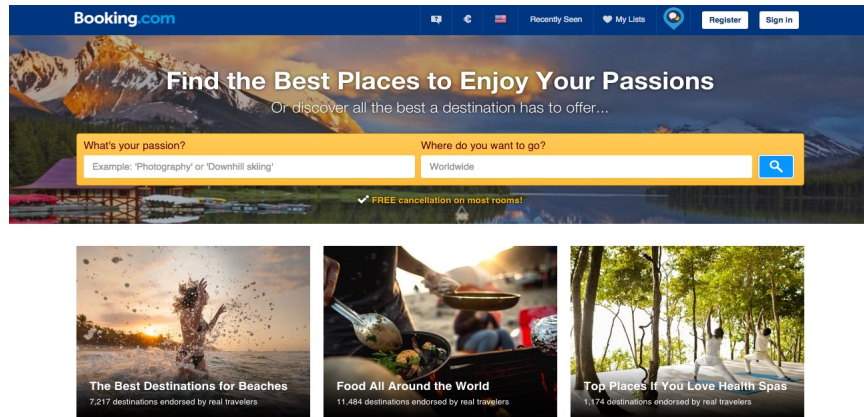 Booking.com
€
Recently Seen
My Lists
Register
Sign in
Find the Best Places to Enjoy Your Passions
Or discover all the best a destination has to offer...
What's your passion?
Where do you want to go?
Example: 'Photography' or 'Downhill skiing'
Worldwide
FREE cancellation on most rooms!
The Best Destinations for Beaches
7,217 destinations endorsed by real travelers
Food All Around the World
11,484 destinations endorsed by real travelers
Top Places If You Love Health Spas
1,174 destinations endorsed by real travelers